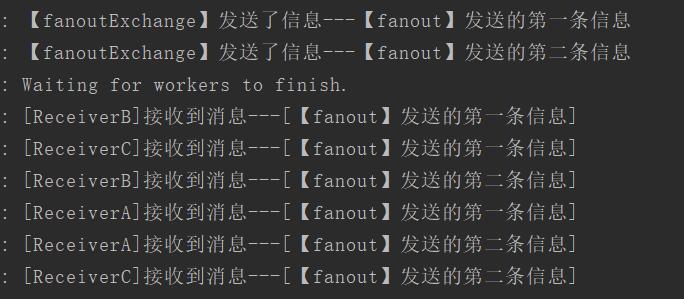 : 【fanoutExchange】发送了信息---【fanout】发送的第一条信息
: 【fanoutExchange】发送了信息---【fanout】发送的第二条信息
: Waiting for workers to finish.
: [ReceiverB]接收到消息---[【fanout】发送的第一条信息]
: [ReceiverC]接收到消息---[【fanout】发送的第一条信息]
: [ReceiverB]接收到消息---[【fanout】发送的第二条信息]
: [ReceiverA]接收到消息---[【fanout】发送的第一条信息]
: [ReceiverA]接收到消息---[【fanout】发送的第二条信息]
: [ReceiverC]接收到消息---[【fanout】发送的第二条信息]